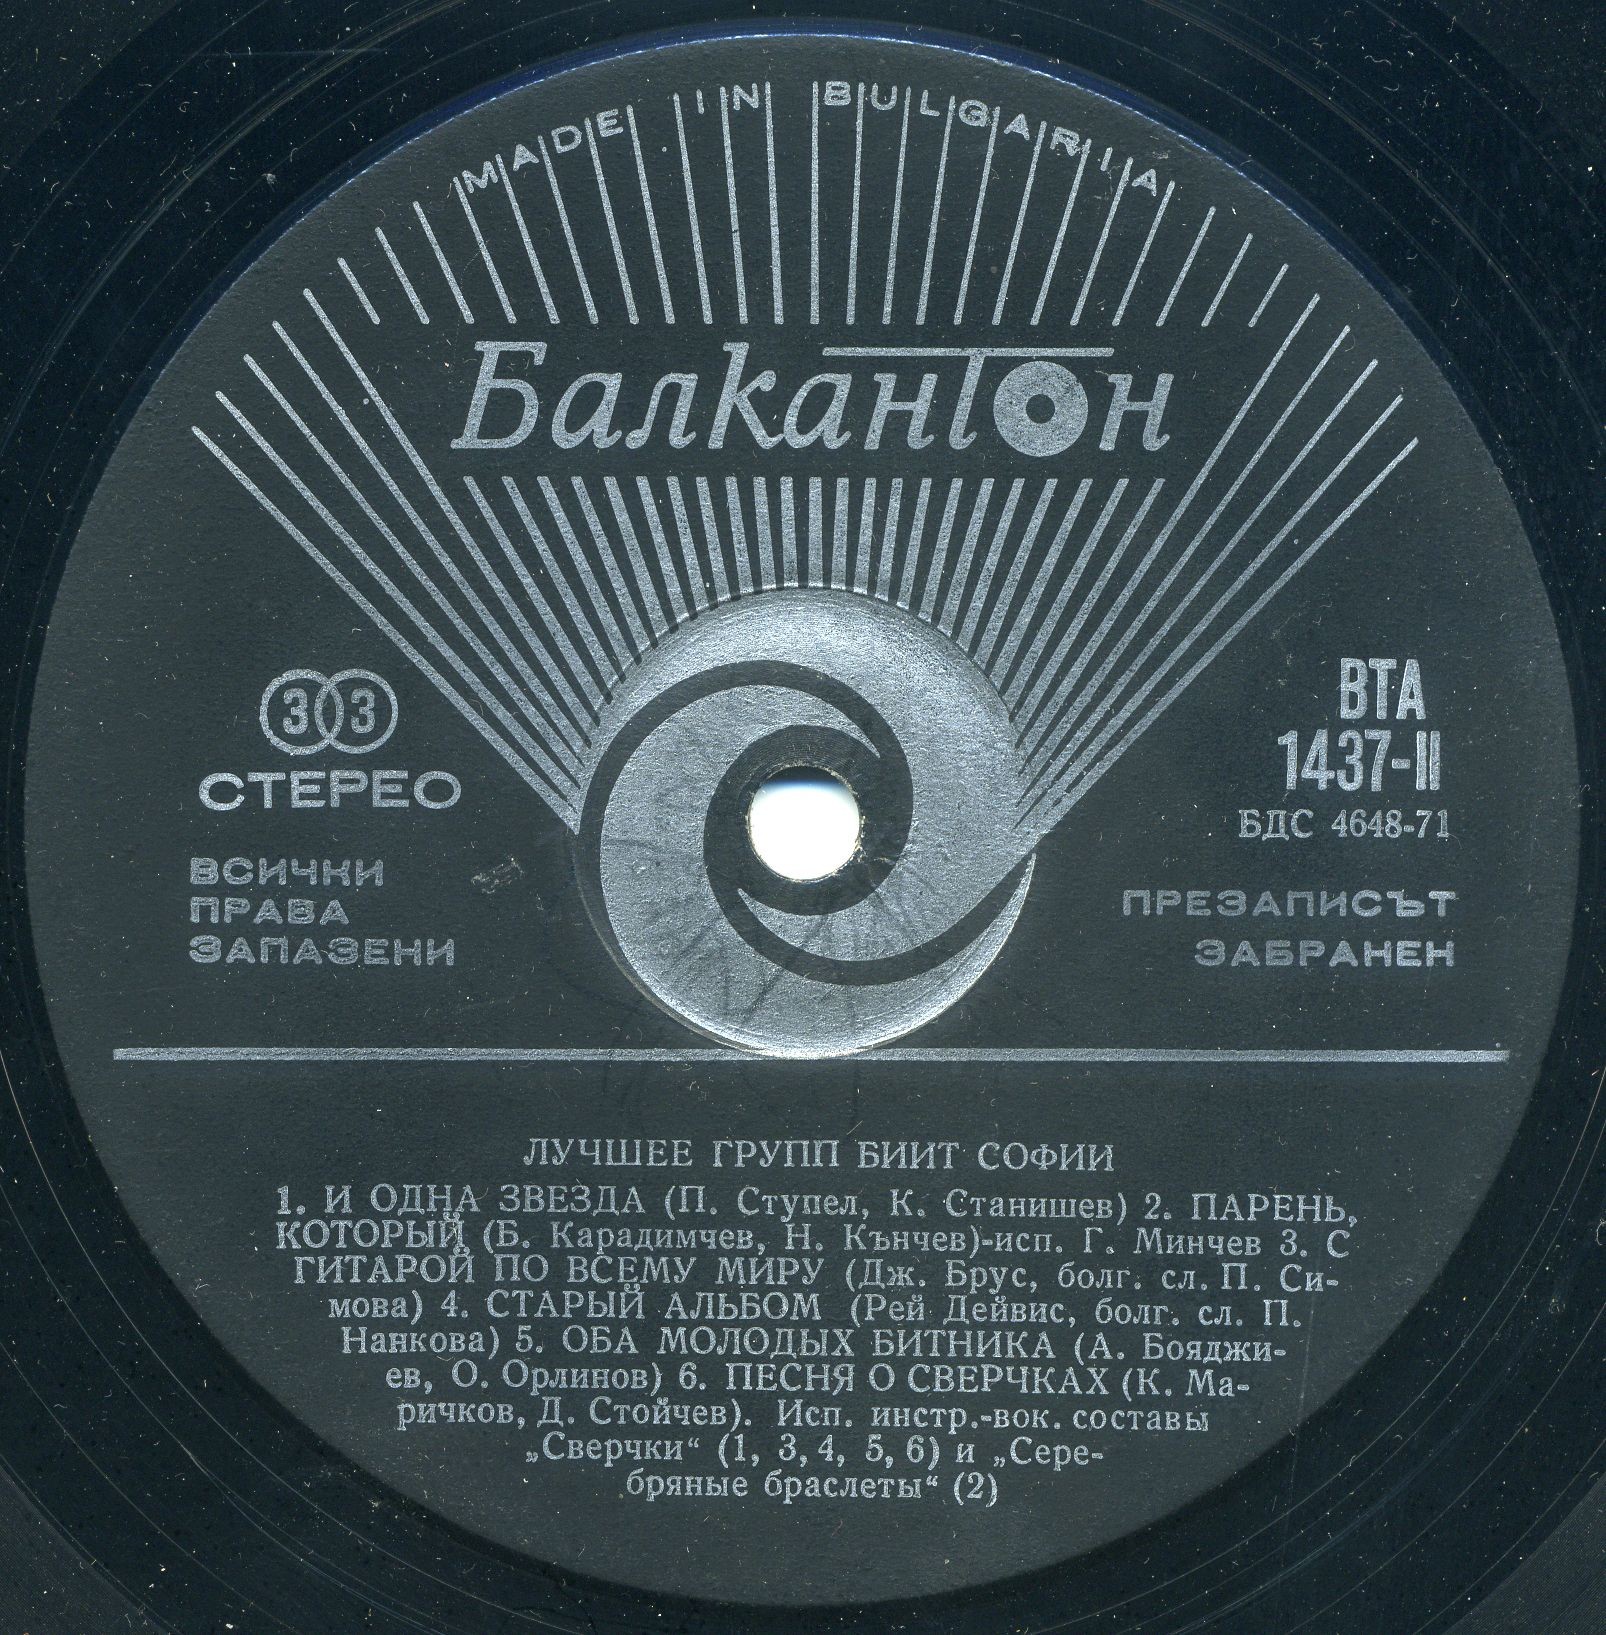 MADE IN BULGARIA
Балкантон
33
СТЕРЕО
ВСИЧКИ
ПРАВА
ЗАПАЗЕНИ
ВТА
1437-II
БДС 4648-71
ПРЕЗАПИСЪТ
ЗАБРАНЕН
ЛУЧШЕЕ ГРУПП БИИТ СОФИИ
1. И ОДНА ЗВЕЗДА (П. Ступел, К. Станишев) 2. ПАРЕНЬ,
КОТОРЫЙ (Б. Карадимчев, Н. Кънчев)-исп. Г. Минчев 3. С
ГИТАРОЙ ПО ВСЕМУ МИРУ (Дж. Брус, болг. сл. П. Си-
мова) 4. СТАРЫЙ АЛЬБОМ (Рей Дейвис, болг. сл. П.
Нанкова) 5. ОБА МОЛОДЫХ БИТНИКА (А. Бояджи-
ев, О. Орлинов) 6. ПЕСНЯ О СВЕРЧКАХ (К. Ма-
ричков, Д. Стойчев). Исп. инстр.-вок. составы
„Сверчки“ (1, 3, 4, 5, 6) и „Сере-
бряные браслеты“ (2)